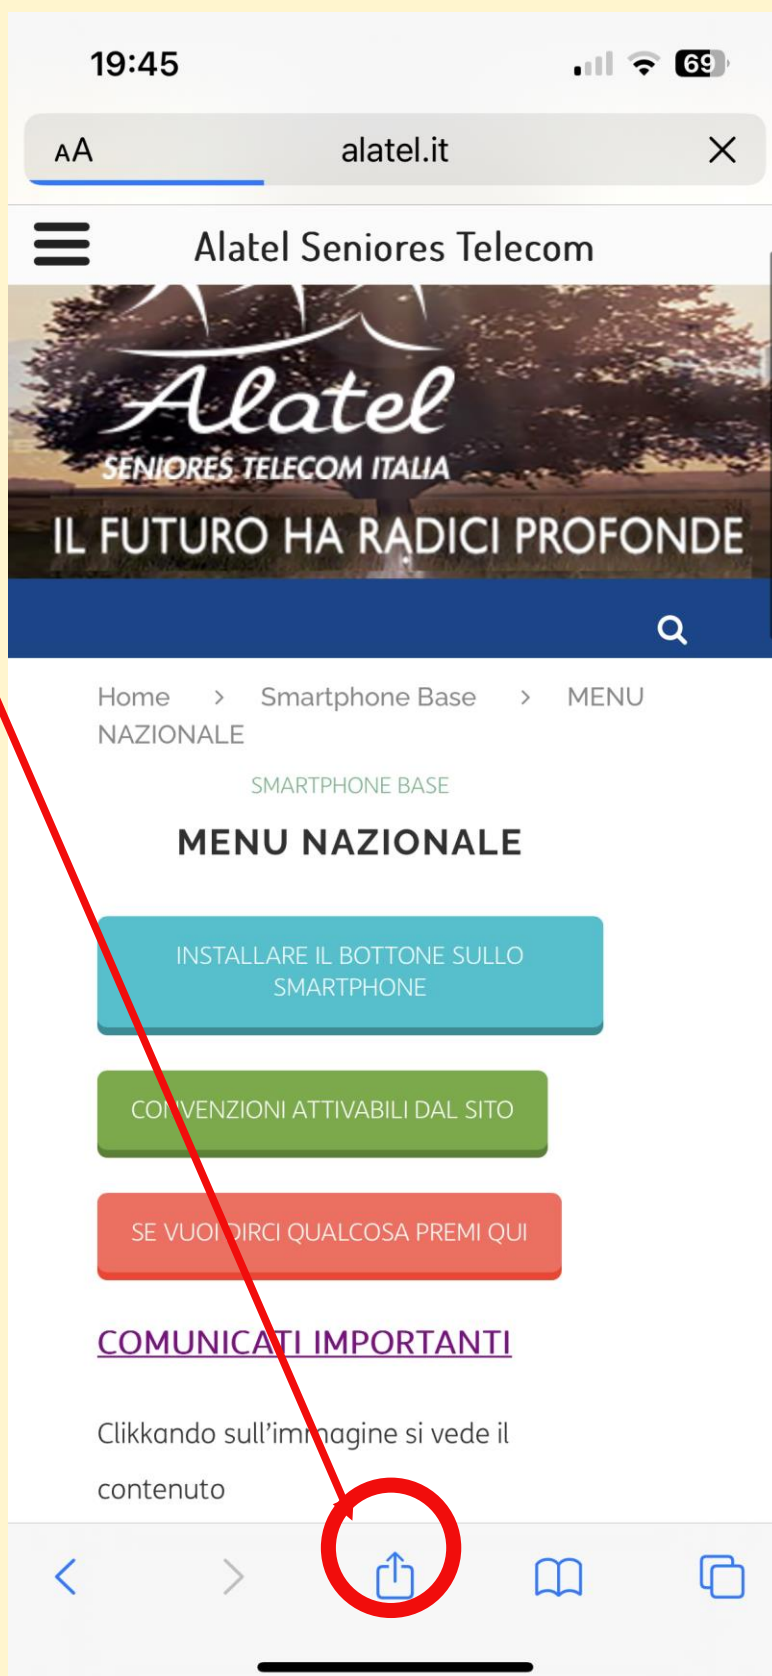 19:45
69
AA
alatel.it
Alatel Seniores Telecom
Alatel
SENIORES TELECOM ITALIA
IL FUTURO HA RADICI PROFONDE
Home > Smartphone Base > MENU
NAZIONALE
SMARTPHONE BASE
MENU NAZIONALE
INSTALLARE IL BOTTONE SULLO
SMARTPHONE
CONVENZIONI ATTIVABILI DAL SITO
SE VUOI DIRCI QUALCOSA PREMI QUI
COMUNICATI IMPORTANTI
Clikkando sull'immagine si vede il
contenuto